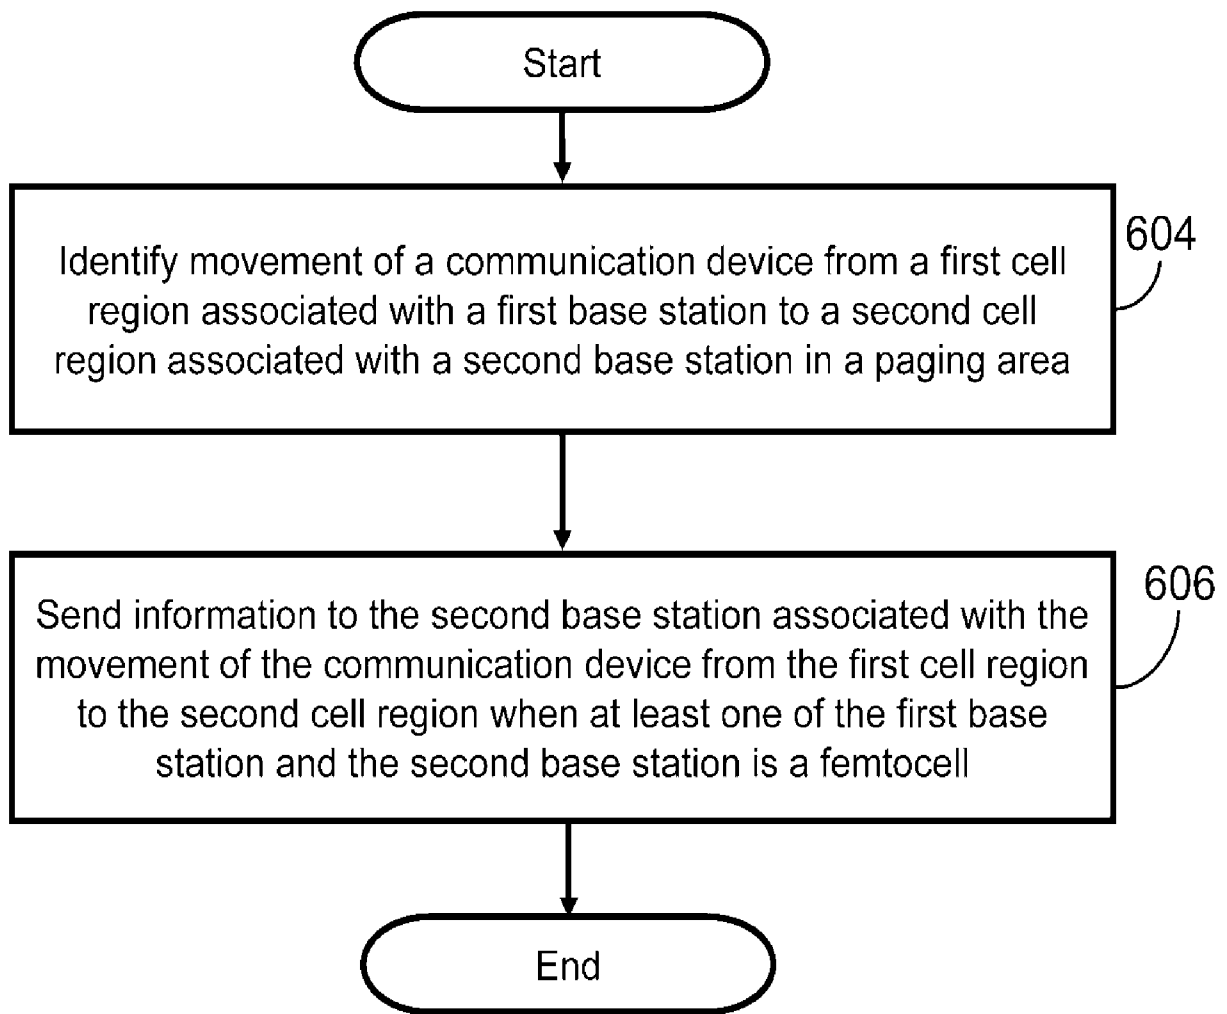 Start
Identify movement of a communication device from a first cell
region associated with a first base station to a second cell
region associated with a second base station in a paging area
604
Send information to the second base station associated with the
movement of the communication device from the first cell region
to the second cell region when at least one of the first base
station and the second base station is a femtocell
606
End